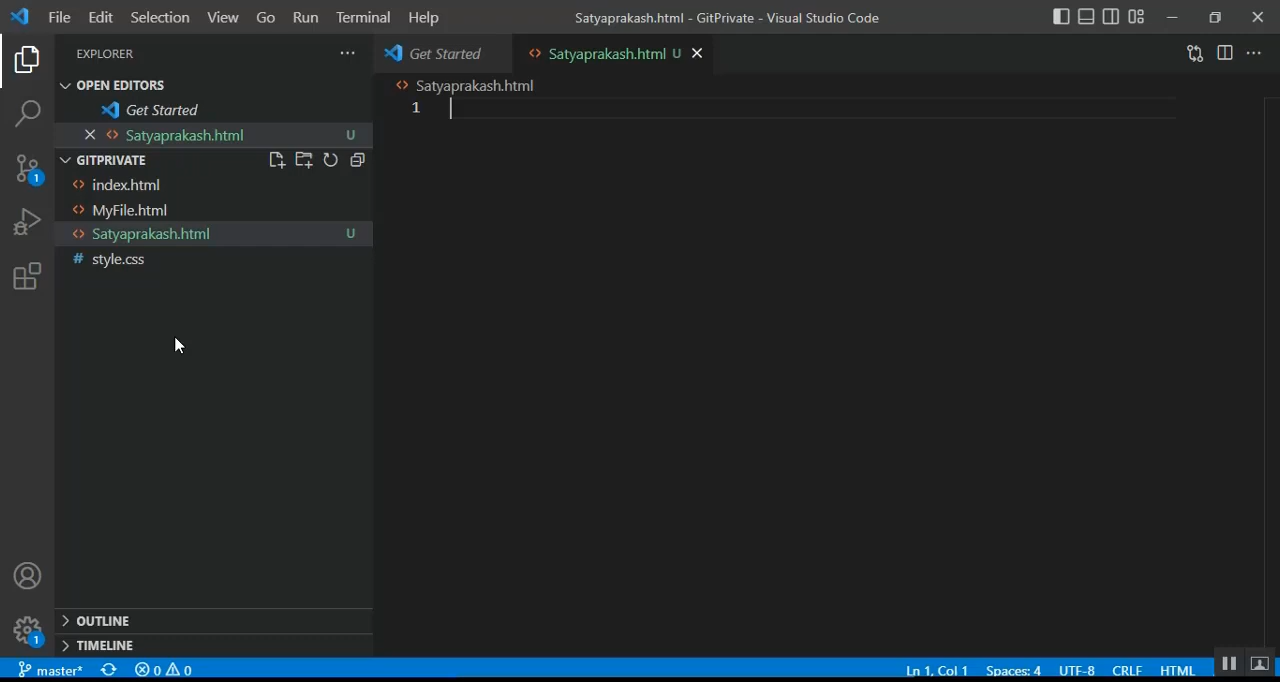 File Edit Selection View Go Run Terminal Help Satyaprakash.html - GitPrivate - Visual Studio Code
EXPLORER
Get Started Satyaprakash.html U
OPEN EDITORS
Satyaprakash.html
Get Started
1
Satyaprakash.html U
GITPRIVATE
index.html
MyFile.html
Satyaprakash.html U
# style.css
OUTLINE
1
TIMELINE
master* 0 0 Ln 1, Col 1 Spaces: 4 UTF-8 CRLF HTML
1